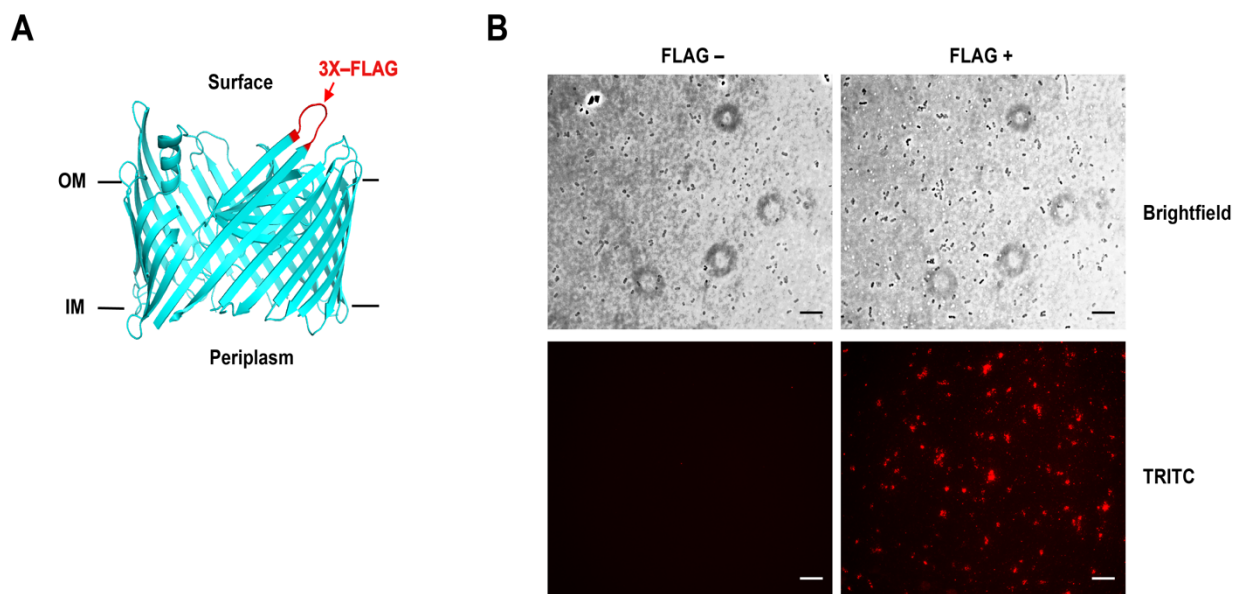 A
3X–FLAG
Surface
OM
IM
Periplasm
B
FLAG –
FLAG +
Brightfield
TRITC